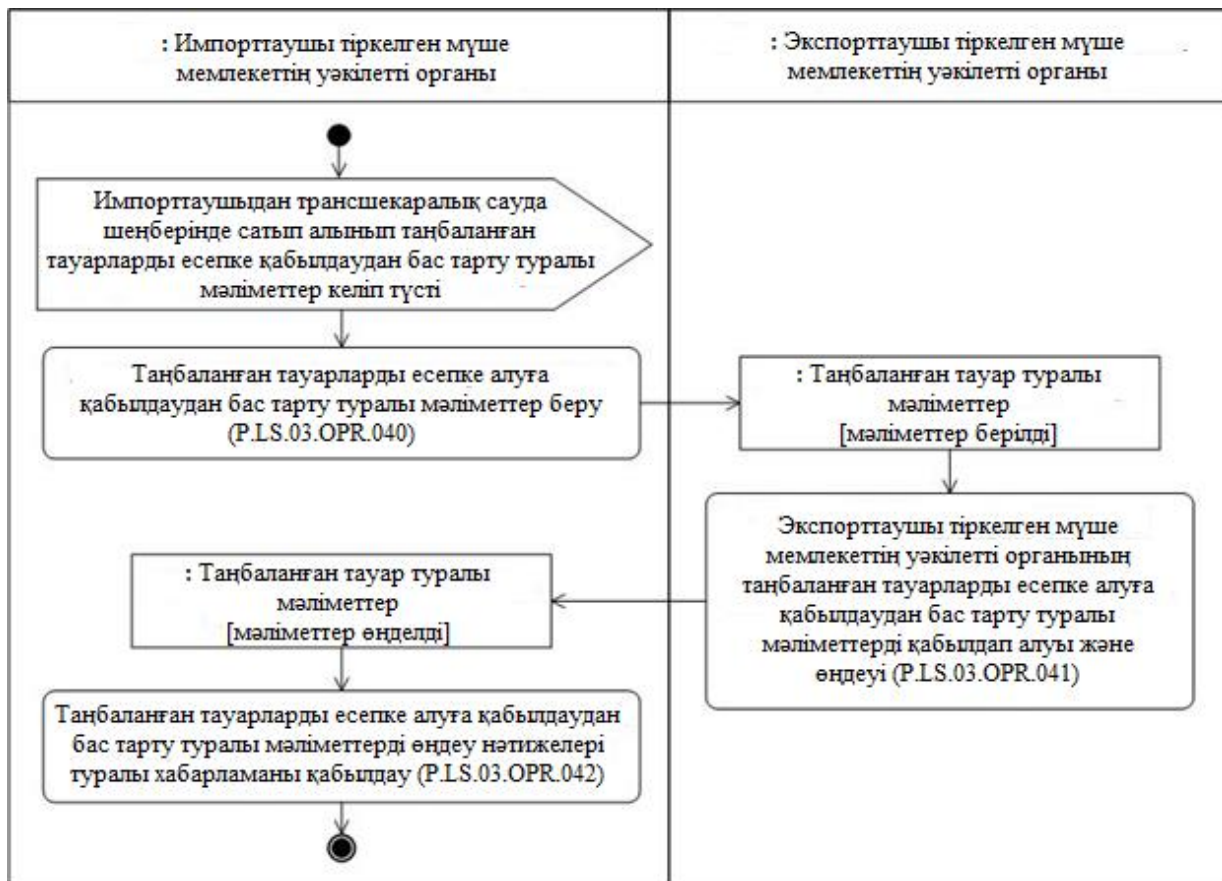 : Импорттаушы тіркелген мүше
мемлекеттің уәкілетті органы
: Экспорттаушы тіркелген мүше
мемлекеттің уәкілетті органы
Импорттаушыдан трансшекаралық сауда
шеңберінде сатып алынып таңбаланған
тауарларды есепке қабылдаудан бас тарту туралы
мәліметтер келіп түсті
Таңбаланған тауарларды есепке алуға
қабылдаудан бас тарту туралы мәліметтер беру
(P.LS.03.OPR.040)
: Таңбаланған тауар туралы
мәліметтер
[мәліметтер берілді]
Экспорттаушы тіркелген мүше
мемлекеттің уәкілетті органының
таңбаланған тауарларды есепке алуға
қабылдаудан бас тарту туралы
мәліметтерді қабылдап алуы және
өңдеуі (P.LS.03.OPR.041)
: Таңбаланған тауар туралы
мәліметтер
[мәліметтер өңделді]
Таңбаланған тауарларды есепке алуға қабылдаудан
бас тарту туралы мәліметтерді өңдеу нәтижелері
туралы хабарламаны қабылдау (P.LS.03.OPR.042)